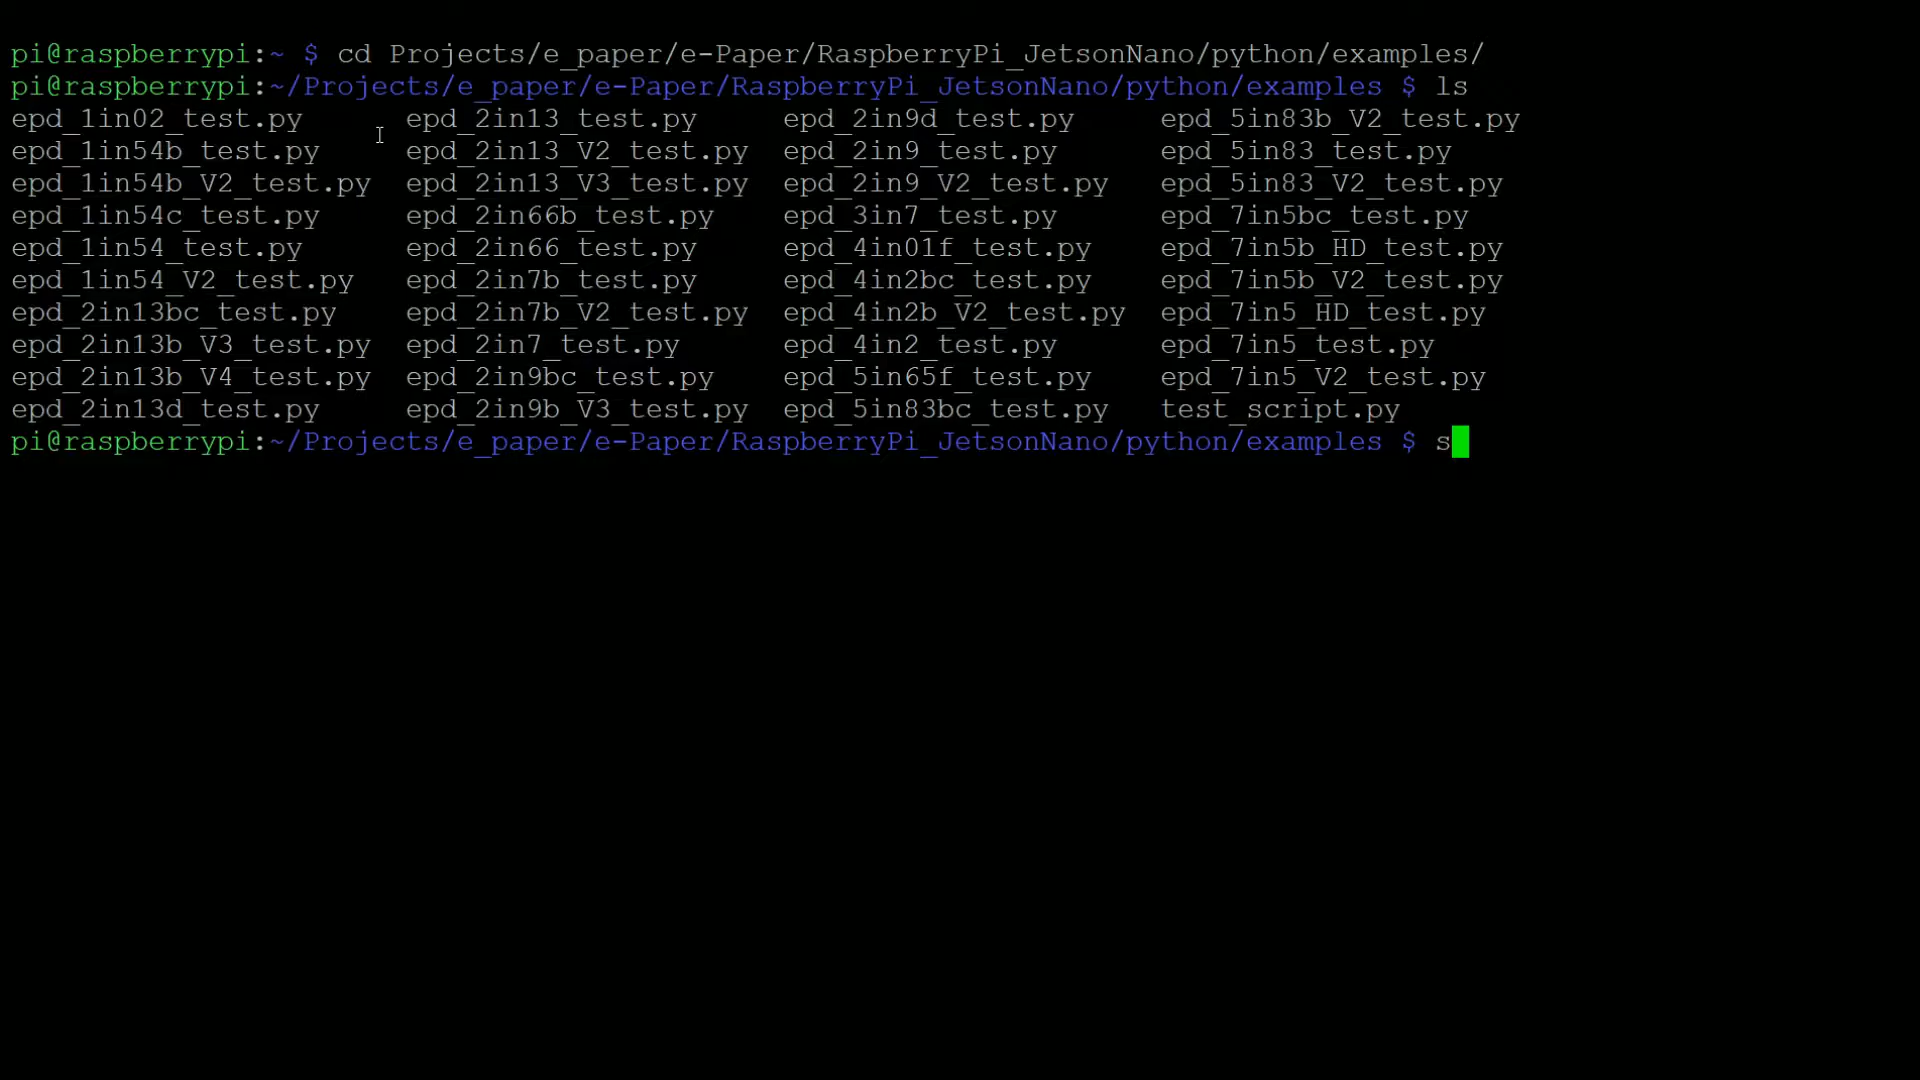 pi@raspberrypi:~ $ cd Projects/e_paper/e-Paper/RaspberryPi_JetsonNano/python/examples/
pi@raspberrypi:~/Projects/e_paper/e-Paper/RaspberryPi_JetsonNano/python/examples $ ls
epd_1in02_test.py epd_2in13_test.py epd_2in9d_test.py epd_5in83b_V2_test.py
epd_1in54b_test.py epd_2in13_V2_test.py epd_2in9_test.py epd_5in83_test.py
epd_1in54b_V2_test.py epd_2in13_V3_test.py epd_2in9_V2_test.py epd_5in83_V2_test.py
epd_1in54c_test.py epd_2in66b_test.py epd_3in7_test.py epd_7in5bc_test.py
epd_1in54_test.py epd_2in66_test.py epd_4in01f_test.py epd_7in5b_HD_test.py
epd_1in54_V2_test.py epd_2in7b_test.py epd_4in2bc_test.py epd_7in5b_V2_test.py
epd_2in13bc_test.py epd_2in7b_V2_test.py epd_4in2b_V2_test.py epd_7in5_HD_test.py
epd_2in13b_V3_test.py epd_2in7_test.py epd_4in2_test.py epd_7in5_test.py
epd_2in13b_V4_test.py epd_2in9bc_test.py epd_5in65f_test.py epd_7in5_V2_test.py
epd_2in13d_test.py epd_2in9b_V3_test.py epd_5in83bc_test.py test_script.py
pi@raspberrypi:~/Projects/e_paper/e-Paper/RaspberryPi_JetsonNano/python/examples $ s